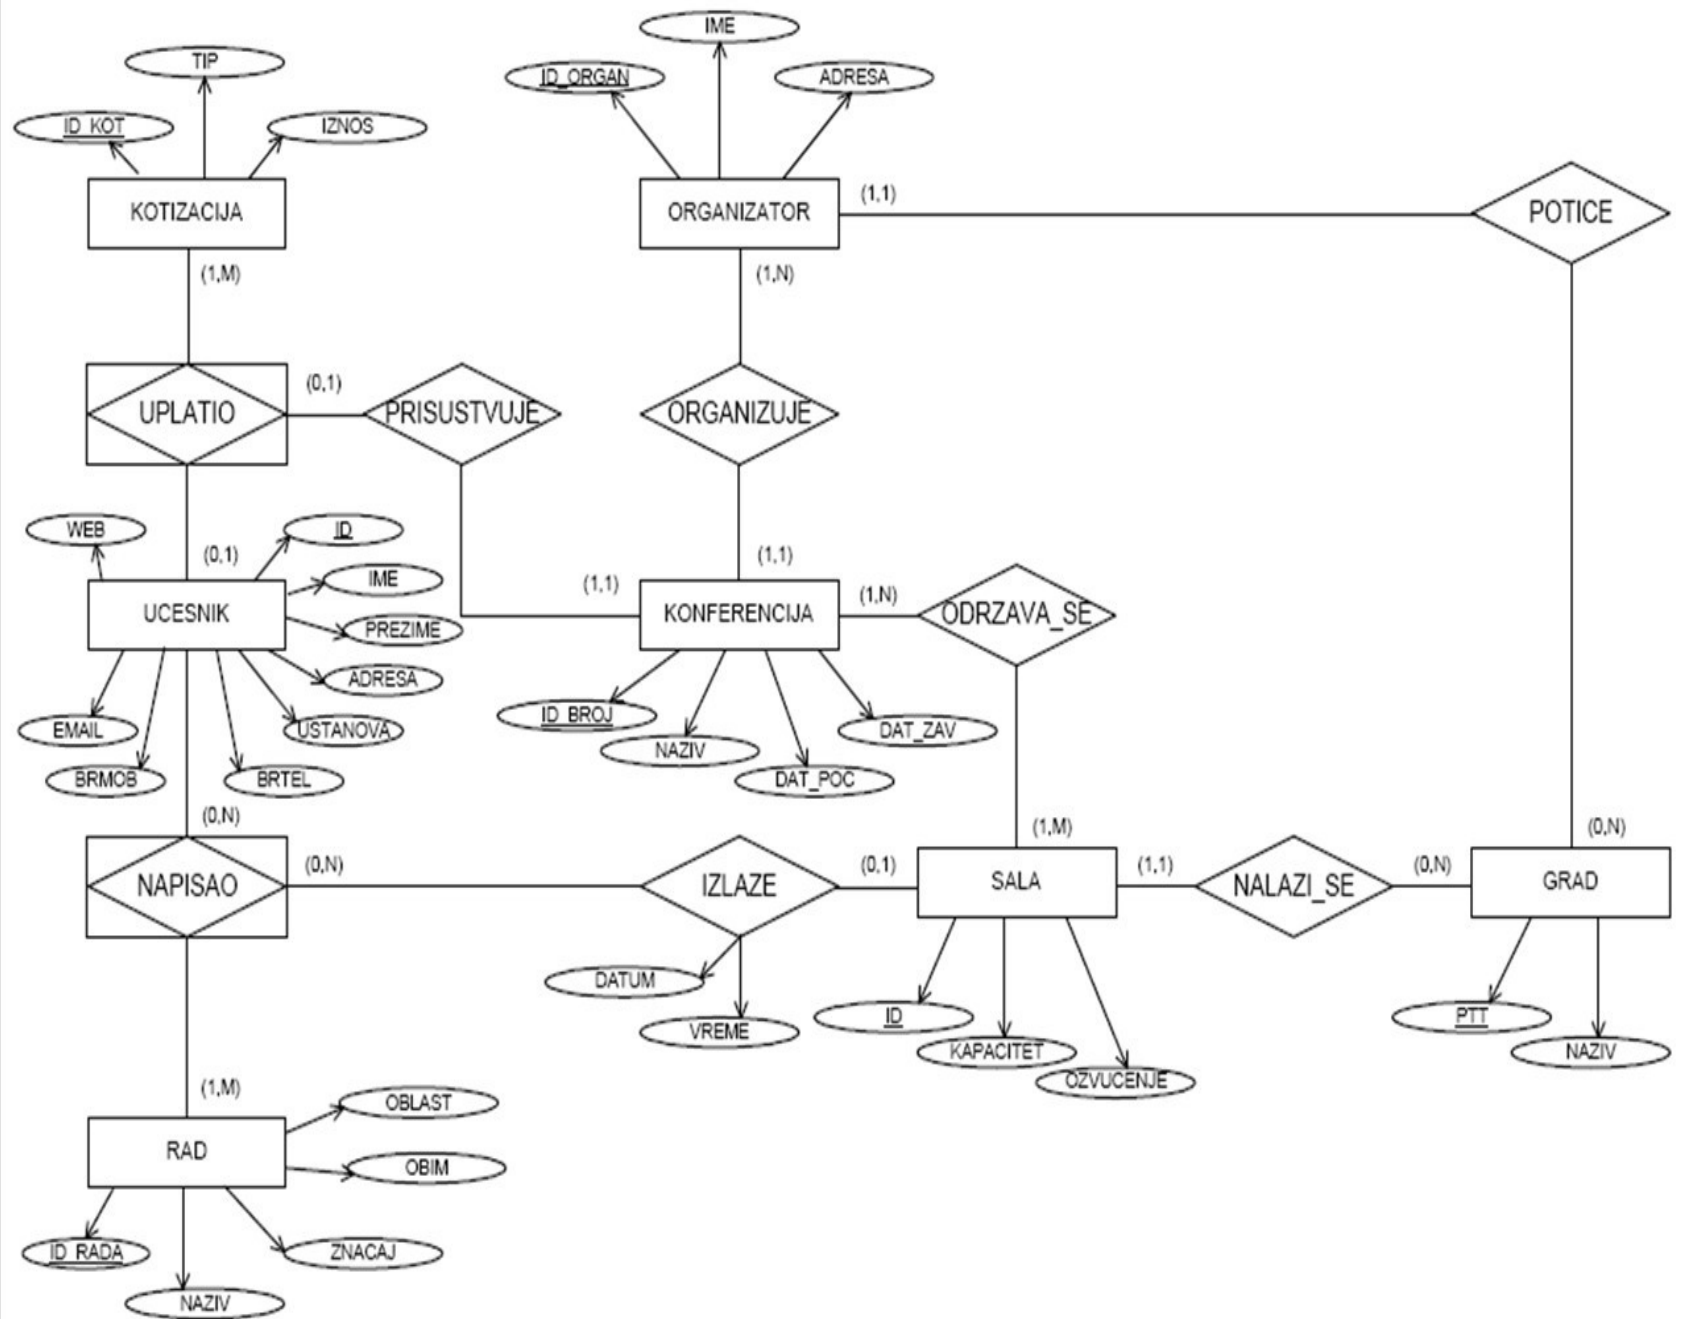 IME
TIP
ID_ORGAN
ADRESA
ID_KOT
IZNOS
KOTIZACIJA
ORGANIZATOR
(1,1)
POTICE
(1,M)
(1,N)
(0,1)
UPLATIO
PRISUSTVUJE
ORGANIZUJE
WEB
ID
(0,1)
(1,1)
IME
(1,1)
(1,N)
UCESNIK
KONFERENCIJA
ODRZAVA_SE
PREZIME
ADRESA
ID_BROJ
EMAIL
USTANOVA
DAT_ZAV
NAZIV
BRMOB
BRTEL
DAT_POC
(0,N)
(1,M)
(0,N)
(0,N)
(0,1)
(1,1)
(0,N)
NAPISAO
IZLAZE
SALA
NALAZI_SE
GRAD
DATUM
ID
PTT
VREME
KAPACITET
NAZIV
OZVUCENJE
(1,M)
OBLAST
RAD
OBIM
ID_RADA
ZNACAJ
NAZIV